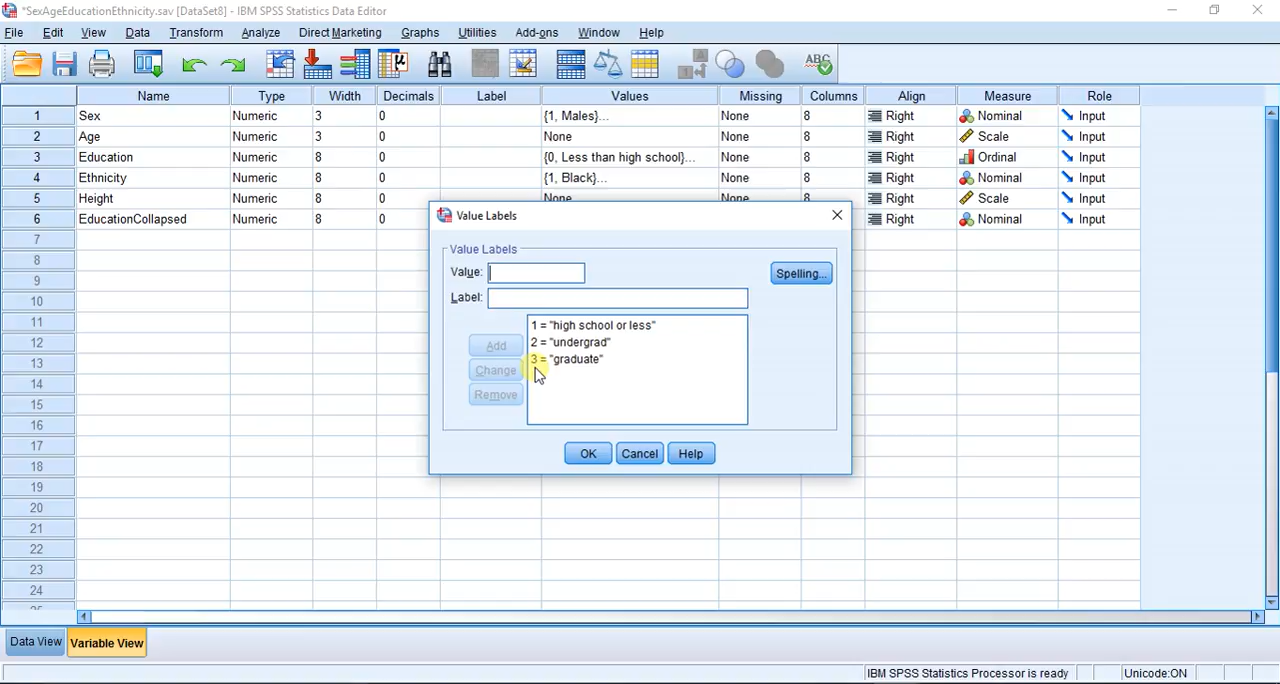 *SexAgeEducationEthnicity.sav [DataSet8] - IBM SPSS Statistics Data Editor
File Edit View Data Transform Analyze Direct Marketing Graphs Utilities Add-ons Window Help
Name Type Width Decimals Label Values Missing Columns Align Measure Role
1 Sex Numeric 3 0 {1, Males}... None 8 Right Nominal Input
2 Age Numeric 3 0 None None 8 Right Scale Input
3 Education Numeric 8 0 {0, Less than high school}... None 8 Right Ordinal Input
4 Ethnicity Numeric 8 0 {1, Black}... None 8 Right Nominal Input
5 Height Numeric 8 0 None None 8 Right Scale Input
6 EducationCollapsed Numeric 8 0 Right Nominal Input
7
8
9
10
11
12
13
14
15
16
17
18
19
20
21
22
23
24
25
Value Labels
Value Labels
Value:
Spelling...
Label:
1 = "high school or less"
Add
2 = "undergrad"
3 = "graduate"
Change
Remove
OK Cancel Help
Data View Variable View
IBM SPSS Statistics Processor is ready Unicode:ON